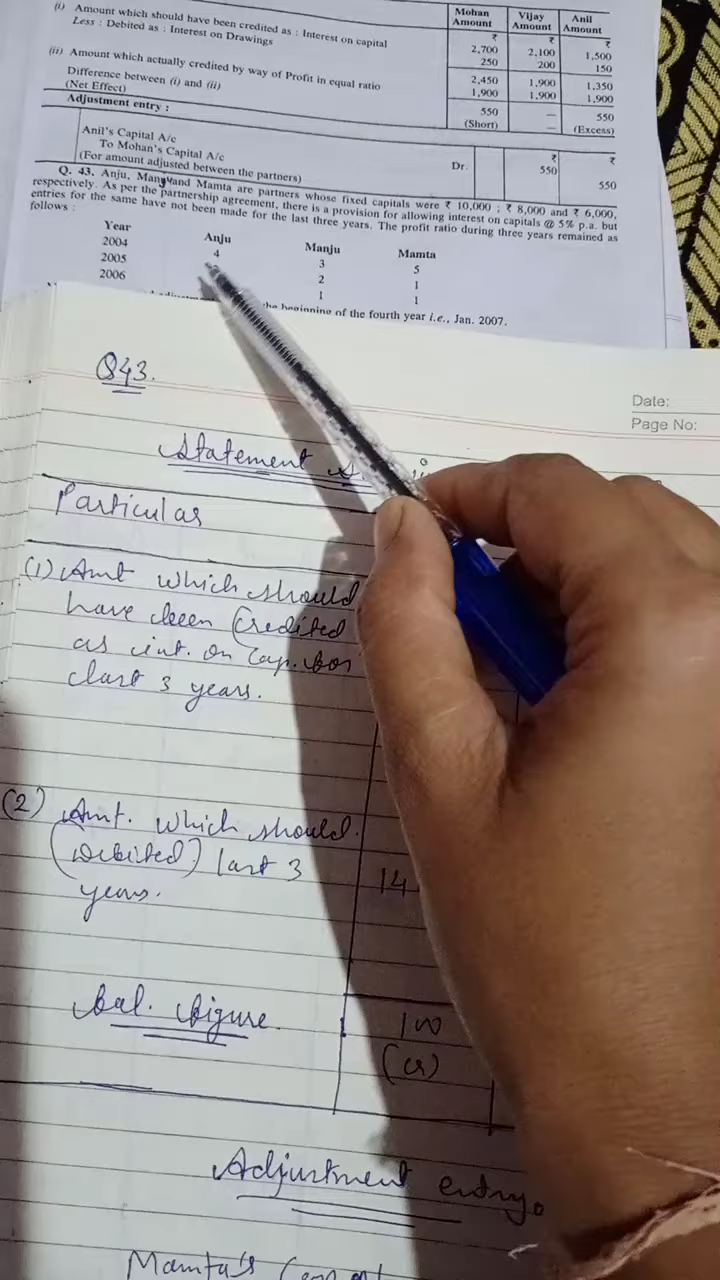 (i) Amount which should have been credited as : Interest on capital
Less : Debited as : Interest on Drawings
(ii) Amount which actually credited by way of Profit in equal ratio
Difference between (i) and (ii)
(Net Effect)
Mohan Amount Vijay Amount Anil Amount
₹ ₹ ₹
2,700 2,100 1,500
250 200 150
2,450 1,900 1,350
1,900 1,900 1,900
550 — 550
(Short) — (Excess)
Adjustment entry :
Anil's Capital A/c Dr. ₹ 550 ₹
To Mohan's Capital A/c 550
(For amount adjusted between the partners)
Q. 43. Anju, Manju and Mamta are partners whose fixed capitals were ₹ 10,000 ; ₹ 8,000 and ₹ 6,000,
respectively. As per the partnership agreement, there is a provision for allowing interest on capitals @ 5% p.a. but
entries for the same have not been made for the last three years. The profit ratio during three years remained as
follows :
Year Anju Manju Mamta
2004 4 3 5
2005 2 1
2006 1 1
the beginning of the fourth year i.e., Jan. 2007.
Q43.
Date:
Page No:
Statement
Particulas
(1) Amt which should
have been Credited
as int. on Cap. for
last 3 years.
(2) Amt. which should
(Debited) last 3
years.
14
Bal. figure.
100
(Cr)
Adjustment entry.
Mamta's